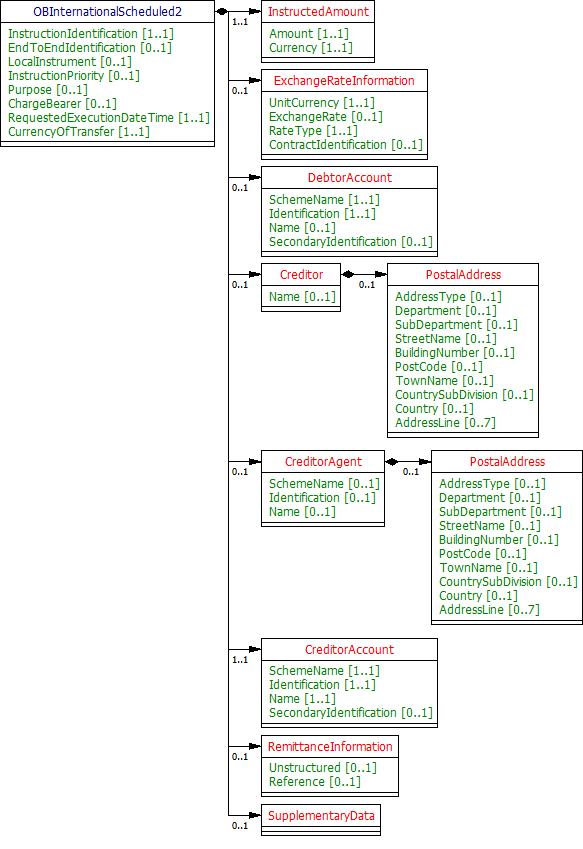 OBInternationalScheduled2
InstructionIdentification [1..1]
EndToEndIdentification [0..1]
LocalInstrument [0..1]
InstructionPriority [0..1]
Purpose [0..1]
ChargeBearer [0..1]
RequestedExecutionDateTime [1..1]
CurrencyOfTransfer [1..1]
1..1
InstructedAmount
Amount [1..1]
Currency [1..1]
0..1
ExchangeRateInformation
UnitCurrency [1..1]
ExchangeRate [0..1]
RateType [1..1]
ContractIdentification [0..1]
0..1
DebtorAccount
SchemeName [1..1]
Identification [1..1]
Name [0..1]
SecondaryIdentification [0..1]
0..1
Creditor
Name [0..1]
0..1
PostalAddress
AddressType [0..1]
Department [0..1]
SubDepartment [0..1]
StreetName [0..1]
BuildingNumber [0..1]
PostCode [0..1]
TownName [0..1]
CountrySubDivision [0..1]
Country [0..1]
AddressLine [0..7]
0..1
CreditorAgent
SchemeName [0..1]
Identification [0..1]
Name [0..1]
0..1
PostalAddress
AddressType [0..1]
Department [0..1]
SubDepartment [0..1]
StreetName [0..1]
BuildingNumber [0..1]
PostCode [0..1]
TownName [0..1]
CountrySubDivision [0..1]
Country [0..1]
AddressLine [0..7]
1..1
CreditorAccount
SchemeName [1..1]
Identification [1..1]
Name [1..1]
SecondaryIdentification [0..1]
0..1
RemittanceInformation
Unstructured [0..1]
Reference [0..1]
0..1
SupplementaryData